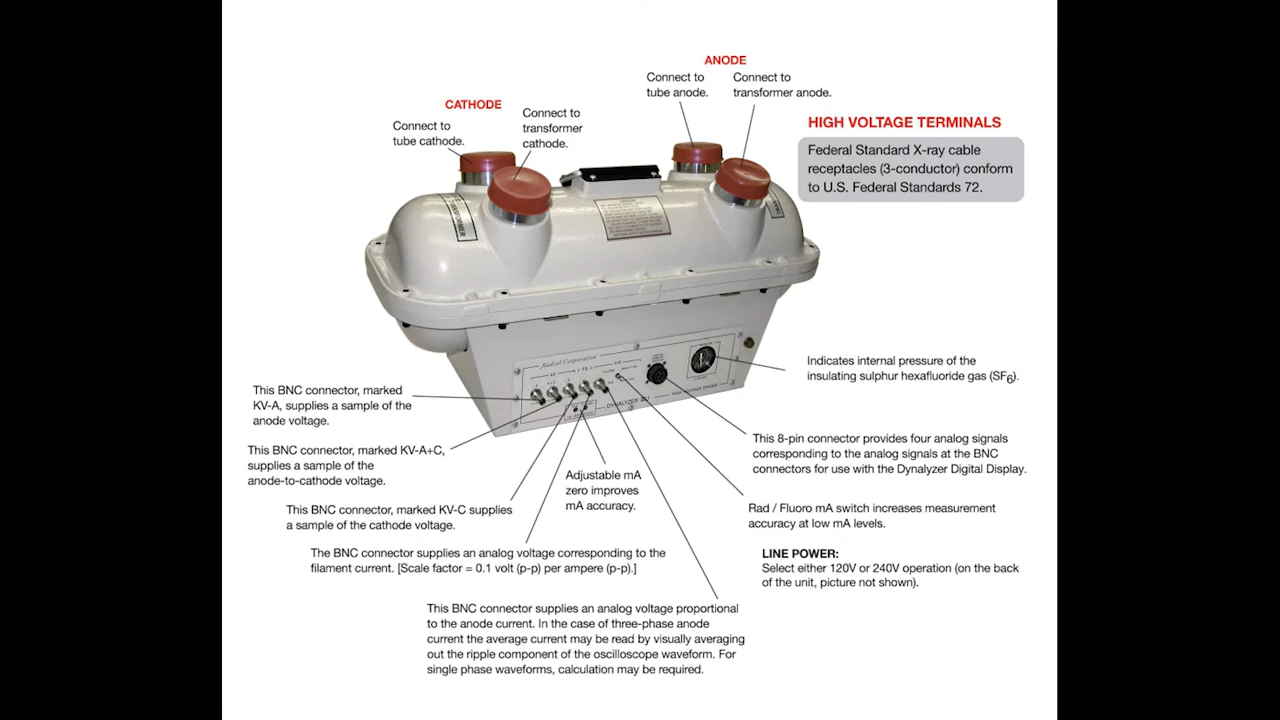 ANODE
Connect to
tube anode.
Connect to
transformer anode.
CATHODE
Connect to
tube cathode.
Connect to
transformer
cathode.
HIGH VOLTAGE TERMINALS
Federal Standard X-ray cable
receptacles (3-conductor) conform
to U.S. Federal Standards 72.
Radcal Corporation
DYNALYZER III U
HIGH VOLTAGE DIVIDER
Indicates internal pressure of the
insulating sulphur hexafluoride gas (SF6).
This BNC connector, marked
KV-A, supplies a sample of the
anode voltage.
This BNC connector, marked KV-A+C,
supplies a sample of the
anode-to-cathode voltage.
This BNC connector, marked KV-C supplies
a sample of the cathode voltage.
Adjustable mA
zero improves
mA accuracy.
This 8-pin connector provides four analog signals
corresponding to the analog signals at the BNC
connectors for use with the Dynalyzer Digital Display.
Rad / Fluoro mA switch increases measurement
accuracy at low mA levels.
The BNC connector supplies an analog voltage corresponding to the
filament current. [Scale factor = 0.1 volt (p-p) per ampere (p-p).]
LINE POWER:
Select either 120V or 240V operation (on the back
of the unit, picture not shown).
This BNC connector supplies an analog voltage proportional
to the anode current. In the case of three-phase anode
current the average current may be read by visually averaging
out the ripple component of the oscilloscope waveform. For
single phase waveforms, calculation may be required.